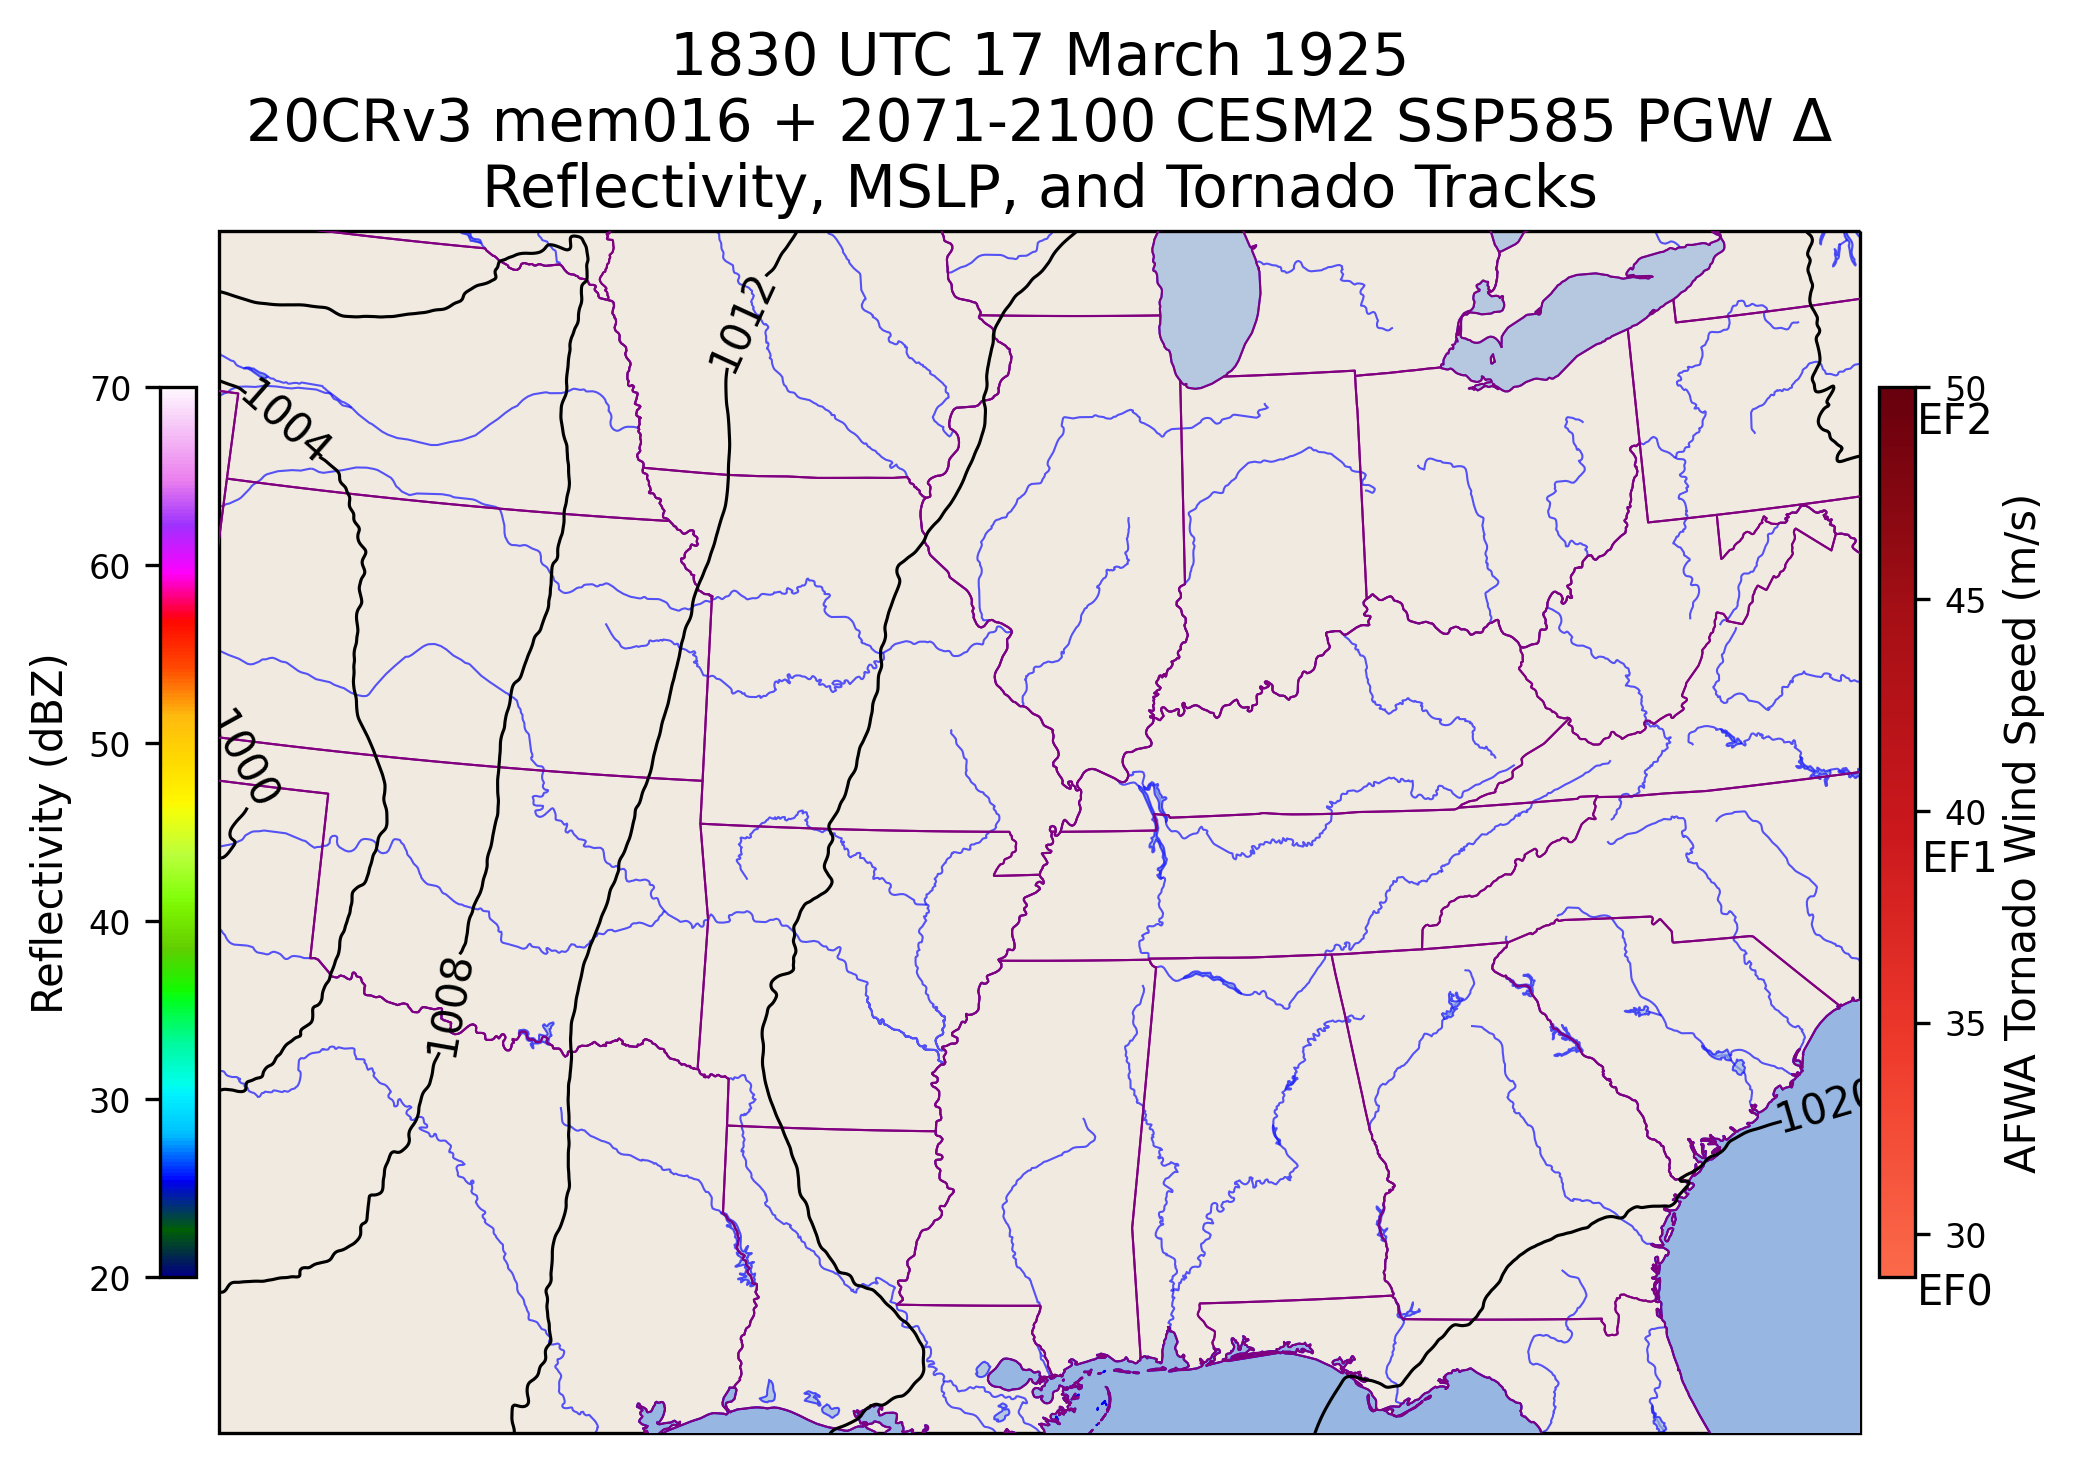 1830 UTC 17 March 1925
20CRv3 mem016 + 2071-2100 CESM2 SSP585 PGW Δ
Reflectivity, MSLP, and Tornado Tracks
1012
1004
1000
1008
1020
Reflectivity (dBZ)
70
60
50
40
30
20
50
EF2
45
40
EF1
35
30
EF0
AFWA Tornado Wind Speed (m/s)